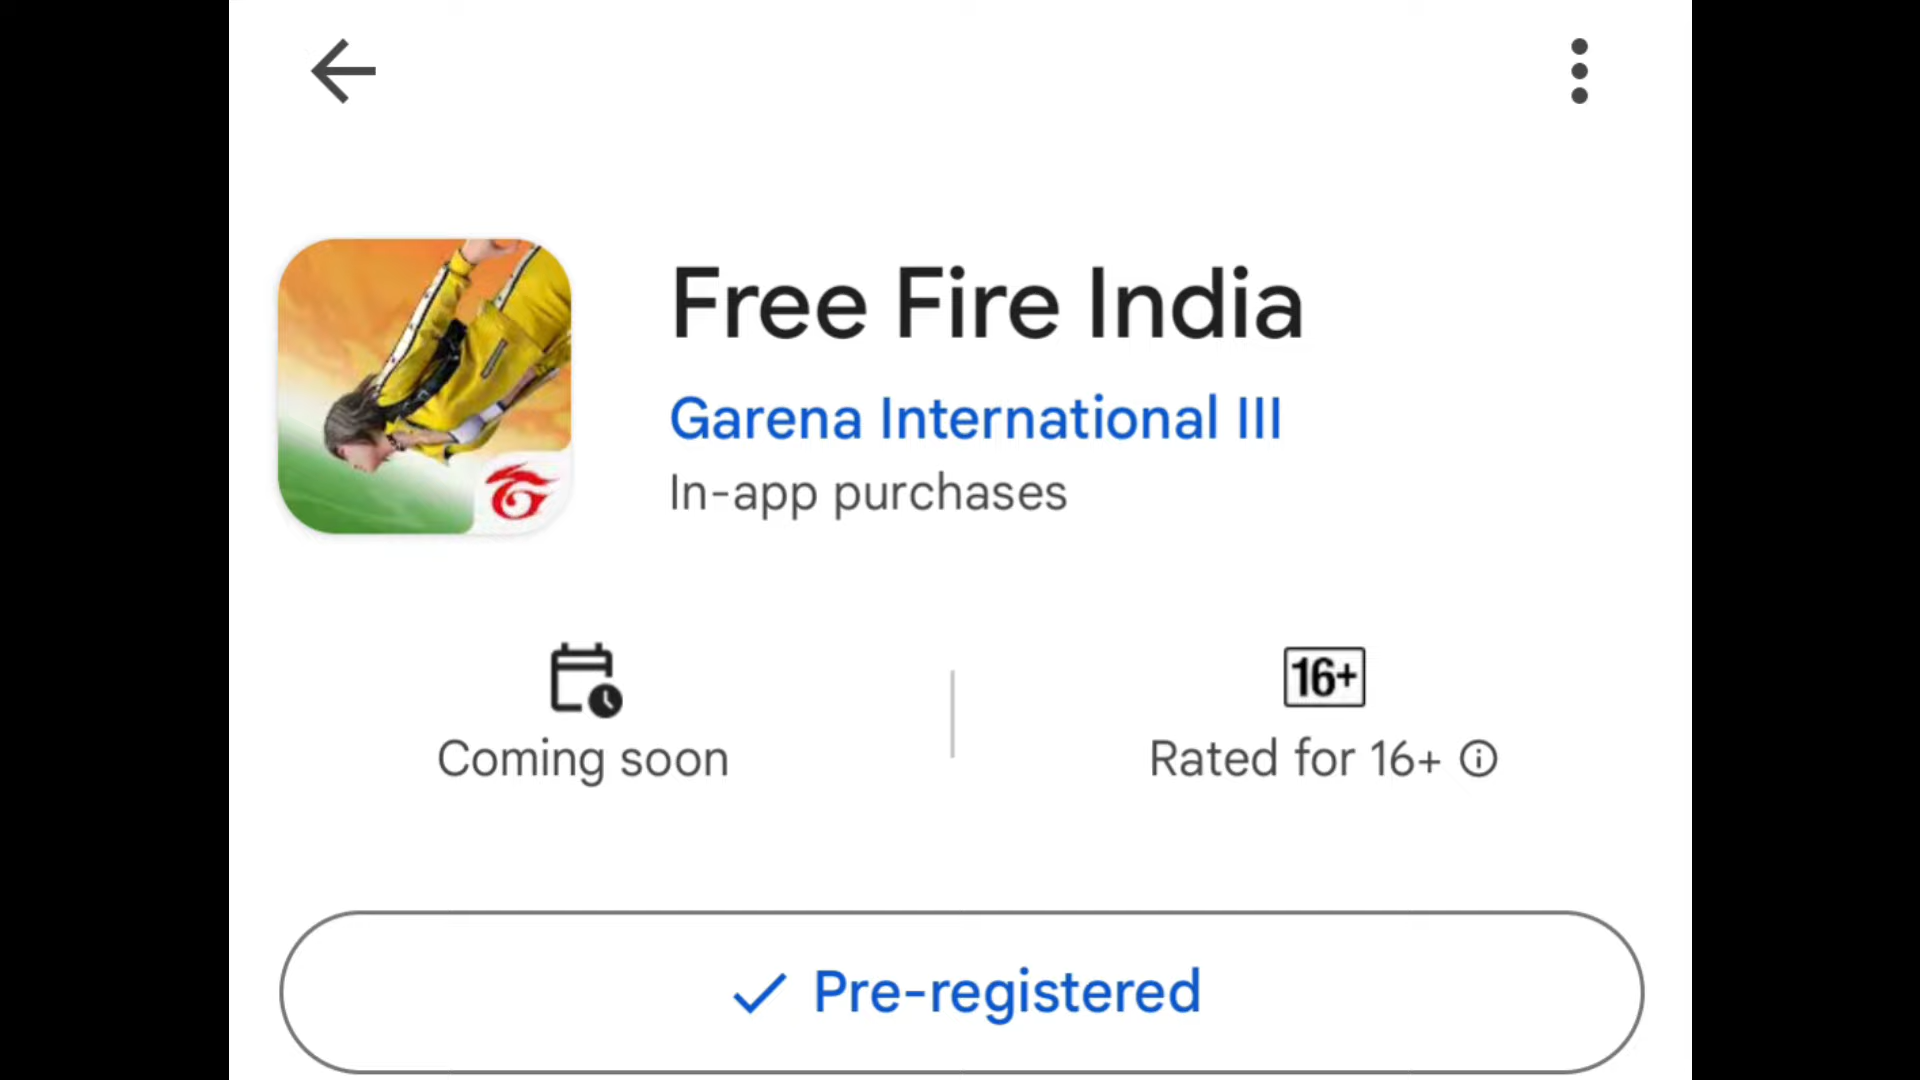 Free Fire India
Garena International III
In-app purchases
16+
Coming soon
Rated for 16+
Pre-registered